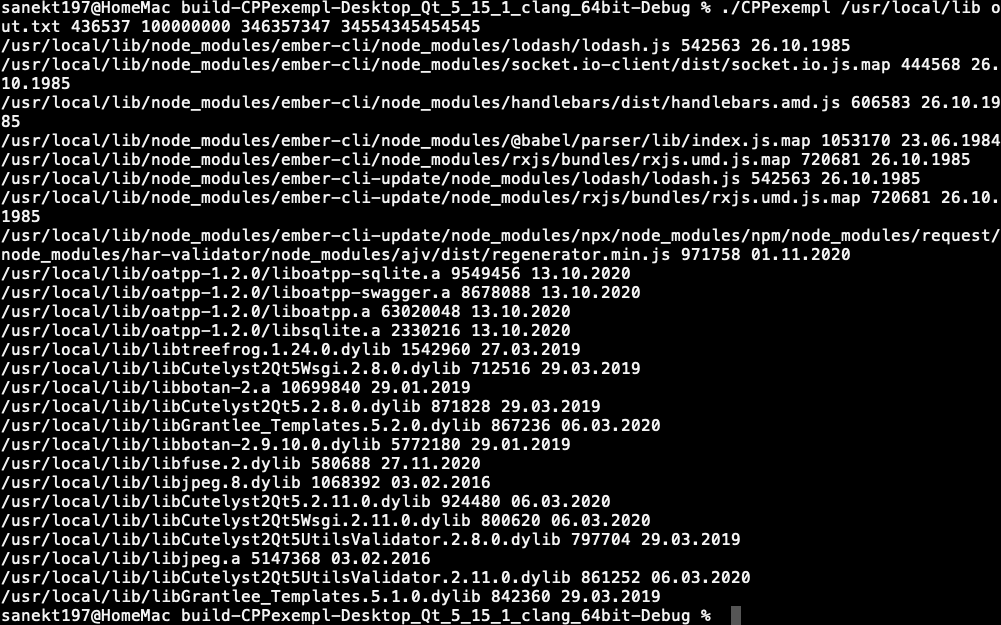 sanekt197@HomeMac build-CPPexempl-Desktop_Qt_5_15_1_clang_64bit-Debug % ./CPPexempl /usr/local/lib o
ut.txt 436537 100000000 346357347 34554345454545
/usr/local/lib/node_modules/ember-cli/node_modules/lodash/lodash.js 542563 26.10.1985
/usr/local/lib/node_modules/ember-cli/node_modules/socket.io-client/dist/socket.io.js.map 444568 26.
10.1985
/usr/local/lib/node_modules/ember-cli/node_modules/handlebars/dist/handlebars.amd.js 606583 26.10.19
85
/usr/local/lib/node_modules/ember-cli/node_modules/@babel/parser/lib/index.js.map 1053170 23.06.1984
/usr/local/lib/node_modules/ember-cli/node_modules/rxjs/bundles/rxjs.umd.js.map 720681 26.10.1985
/usr/local/lib/node_modules/ember-cli-update/node_modules/lodash/lodash.js 542563 26.10.1985
/usr/local/lib/node_modules/ember-cli-update/node_modules/rxjs/bundles/rxjs.umd.js.map 720681 26.10.
1985
/usr/local/lib/node_modules/ember-cli-update/node_modules/npx/node_modules/npm/node_modules/request/
node_modules/har-validator/node_modules/ajv/dist/regenerator.min.js 971758 01.11.2020
/usr/local/lib/oatpp-1.2.0/liboatpp-sqlite.a 9549456 13.10.2020
/usr/local/lib/oatpp-1.2.0/liboatpp-swagger.a 8678088 13.10.2020
/usr/local/lib/oatpp-1.2.0/liboatpp.a 63020048 13.10.2020
/usr/local/lib/oatpp-1.2.0/libsqlite.a 2330216 13.10.2020
/usr/local/lib/libtreefrog.1.24.0.dylib 1542960 27.03.2019
/usr/local/lib/libCutelyst2Qt5Wsgi.2.8.0.dylib 712516 29.03.2019
/usr/local/lib/libbotan-2.a 10699840 29.01.2019
/usr/local/lib/libCutelyst2Qt5.2.8.0.dylib 871828 29.03.2019
/usr/local/lib/libGrantlee_Templates.5.2.0.dylib 867236 06.03.2020
/usr/local/lib/libbotan-2.9.10.0.dylib 5772180 29.01.2019
/usr/local/lib/libfuse.2.dylib 580688 27.11.2020
/usr/local/lib/libjpeg.8.dylib 1068392 03.02.2016
/usr/local/lib/libCutelyst2Qt5.2.11.0.dylib 924480 06.03.2020
/usr/local/lib/libCutelyst2Qt5Wsgi.2.11.0.dylib 800620 06.03.2020
/usr/local/lib/libCutelyst2Qt5UtilsValidator.2.8.0.dylib 797704 29.03.2019
/usr/local/lib/libjpeg.a 5147368 03.02.2016
/usr/local/lib/libCutelyst2Qt5UtilsValidator.2.11.0.dylib 861252 06.03.2020
/usr/local/lib/libGrantlee_Templates.5.1.0.dylib 842360 29.03.2019
sanekt197@HomeMac build-CPPexempl-Desktop_Qt_5_15_1_clang_64bit-Debug %